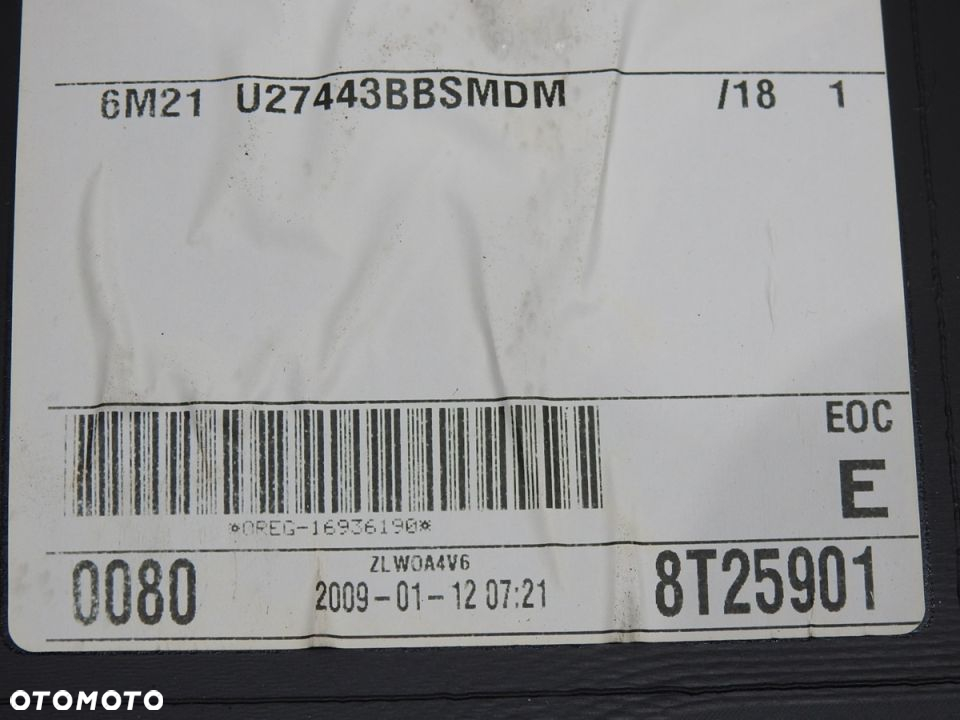 6M21 U27443BBSMDM /18 1
EOC
E
*OREG-16936190*
0080 ZLWOA4V6 8T25901
2009-01-12 07:21
OTOMOTO